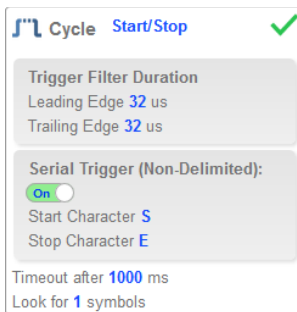 Cycle Start/Stop
Trigger Filter Duration
Leading Edge 32 us
Trailing Edge 32 us
Serial Trigger (Non-Delimited):
On
Start Character S
Stop Character E
Timeout after 1000 ms
Look for 1 symbols